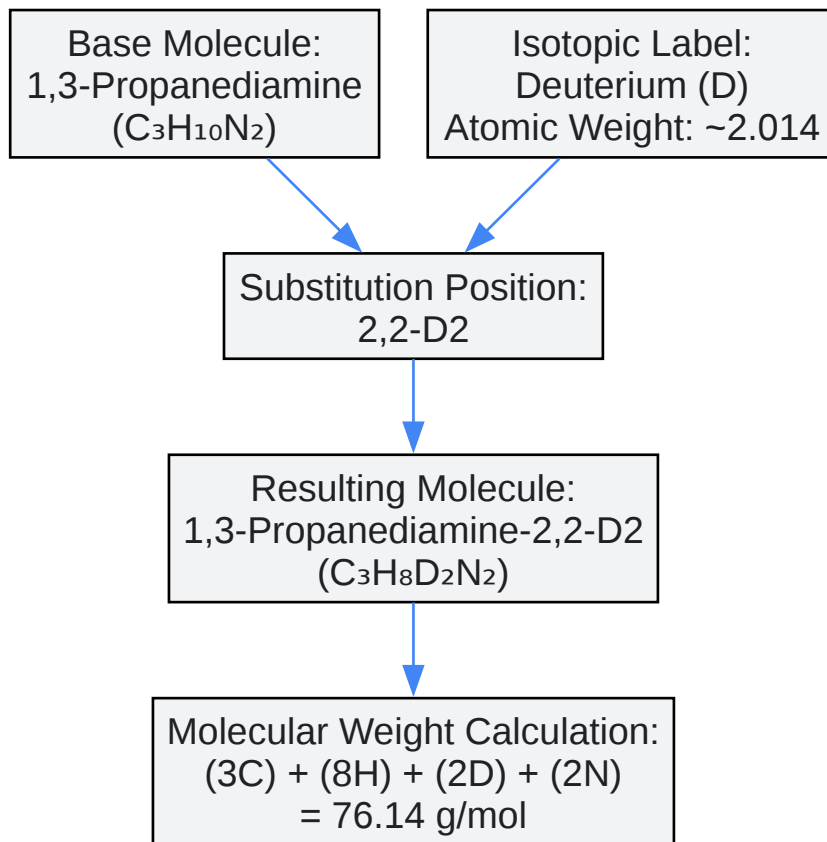 Base Molecule:
1,3-Propanediamine
(C₃H₁₀N₂)
Isotopic Label:
Deuterium (D)
Atomic Weight: ~2.014
Substitution Position:
2,2-D2
Resulting Molecule:
1,3-Propanediamine-2,2-D2
(C₃H₈D₂N₂)
Molecular Weight Calculation:
(3C) + (8H) + (2D) + (2N)
= 76.14 g/mol